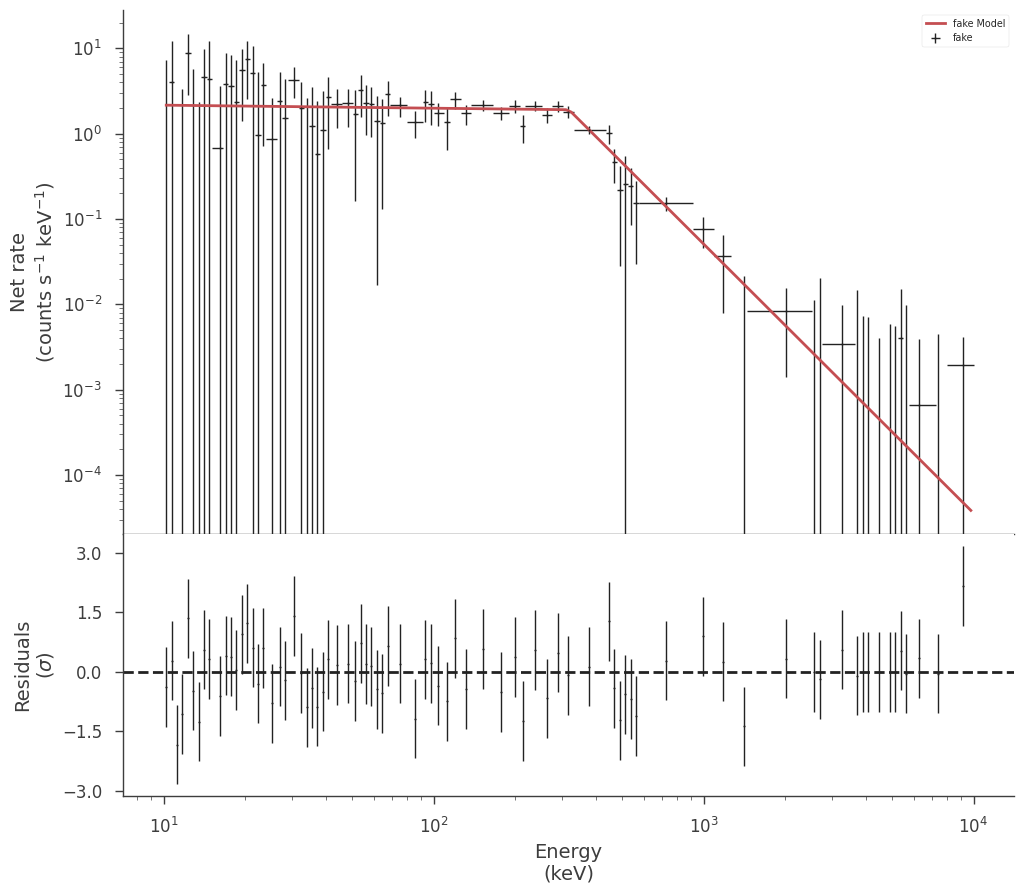 fake Model
fake
Net rate
(counts s⁻¹ keV⁻¹)
10¹
10⁰
10⁻¹
10⁻²
10⁻³
10⁻⁴
Residuals
(σ)
3.0
1.5
0.0
−1.5
−3.0
10¹ 10² 10³ 10⁴
Energy
(keV)